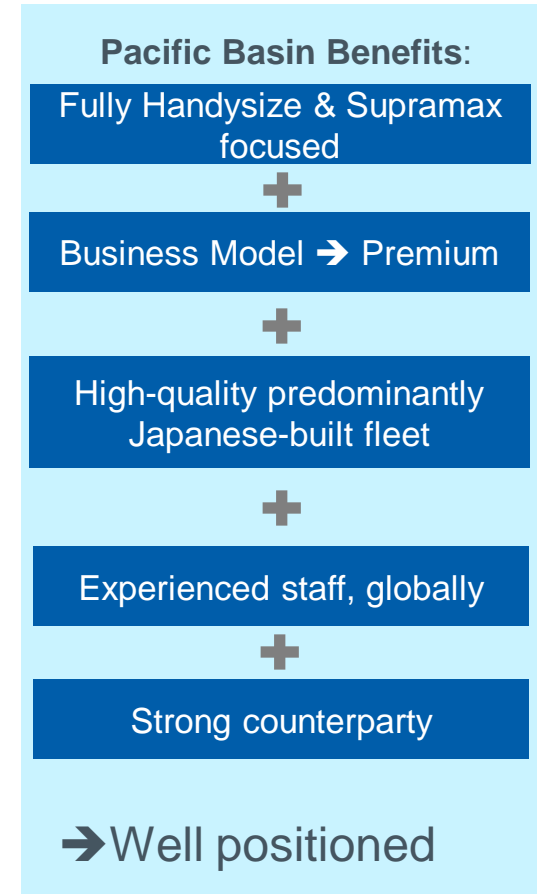 Pacific Basin Benefits:
Fully Handysize & Supramax
focused
+
Business Model ➔ Premium
+
High-quality predominantly
Japanese-built fleet
+
Experienced staff, globally
+
Strong counterparty
➔Well positioned